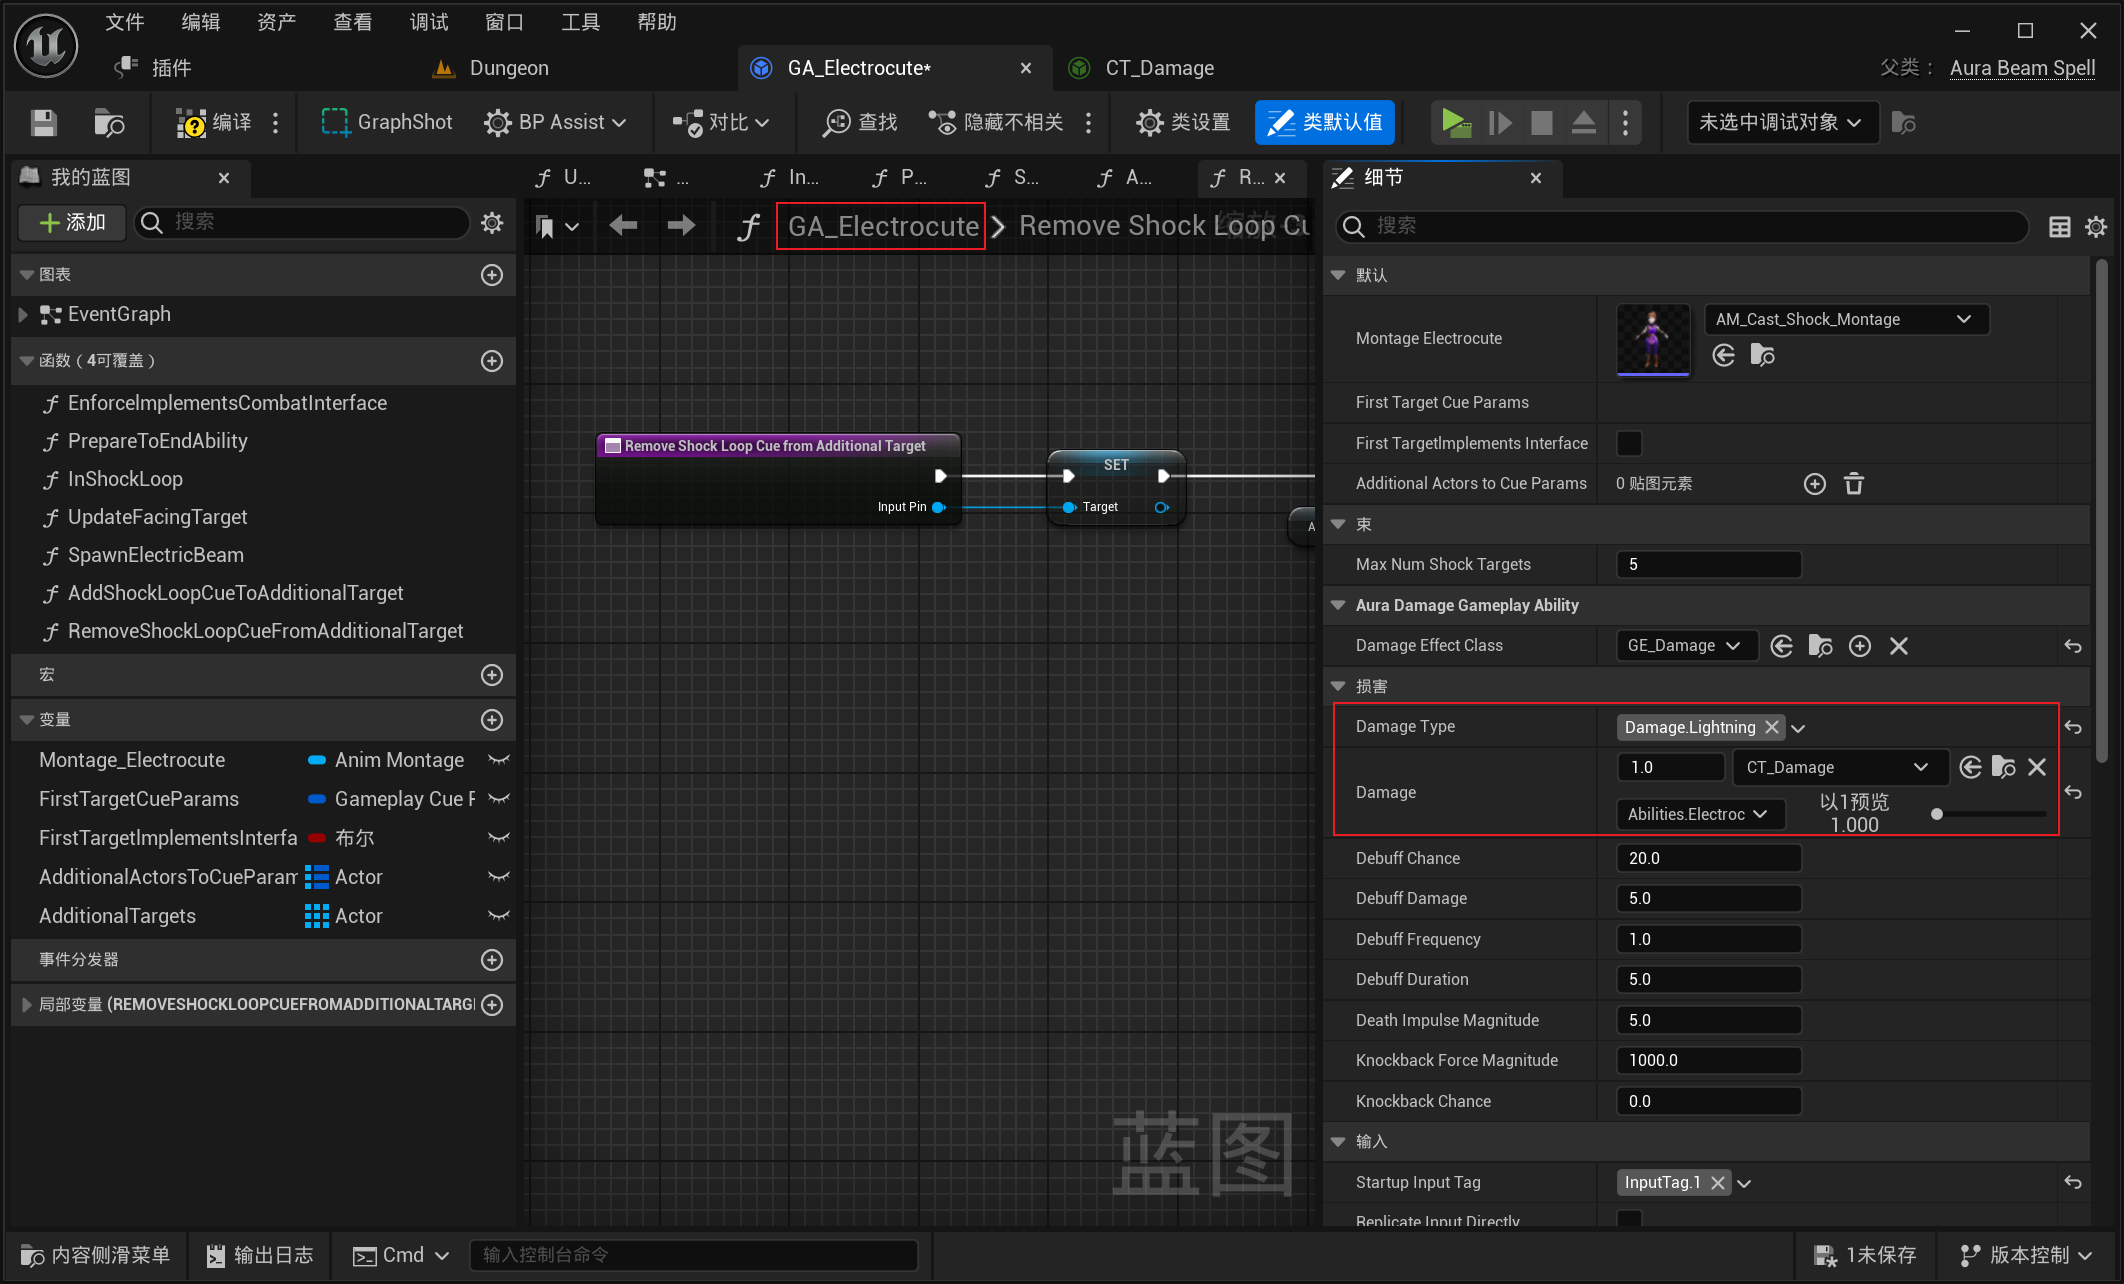 文件 编辑 资产 查看 调试 窗口 工具 帮助
插件 Dungeon GA_Electrocute* CT_Damage 父类： Aura Beam Spell
编译 GraphShot BP Assist 对比 查找 隐藏不相关 类设置 类默认值 未选中调试对象
我的蓝图 U... ... In... P... S... A... R... 细节
添加 搜索 GA_Electrocute Remove Shock Loop Cu 搜索
图表
EventGraph
函数（4可覆盖）
EnforceImplementsCombatInterface
PrepareToEndAbility
InShockLoop
UpdateFacingTarget
SpawnElectricBeam
AddShockLoopCueToAdditionalTarget
RemoveShockLoopCueFromAdditionalTarget
宏
变量
Montage_Electrocute Anim Montage
FirstTargetCueParams Gameplay Cue
FirstTargetImplementsInterfa 布尔
AdditionalActorsToCueParam Actor
AdditionalTargets Actor
事件分发器
局部变量 (REMOVESHOCKLOOPCUEFROMADDITIONALTARG
Remove Shock Loop Cue from Additional Target
Input Pin
SET
Target
A
蓝图
默认
Montage Electrocute AM_Cast_Shock_Montage
First Target Cue Params
First TargetImplements Interface
Additional Actors to Cue Params 0 贴图元素
束
Max Num Shock Targets 5
Aura Damage Gameplay Ability
Damage Effect Class GE_Damage
损害
Damage Type Damage.Lightning
Damage 1.0 CT_Damage
Abilities.Electroc 以1预览
1.000
Debuff Chance 20.0
Debuff Damage 5.0
Debuff Frequency 1.0
Debuff Duration 5.0
Death Impulse Magnitude 5.0
Knockback Force Magnitude 1000.0
Knockback Chance 0.0
输入
Startup Input Tag InputTag.1
Replicate Input Directly
内容侧滑菜单 输出日志 Cmd 输入控制台命令 1未保存 版本控制